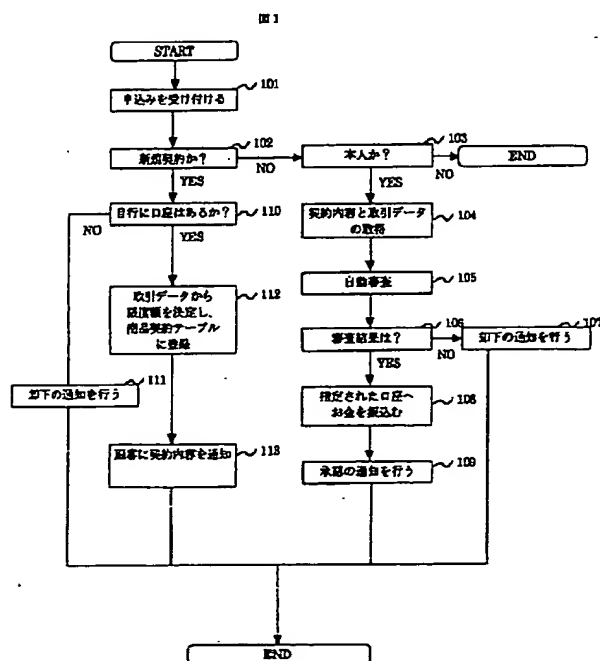 図1
START
申込みを受け付ける
101
新規契約か?
102
NO
YES
本人か?
103
NO
END
YES
自行に口座はあるか?
110
NO
YES
契約内容と取引データ
の取得
104
自動審査
105
取引データから
限度額を決定し、
商品契約テーブル
に登録
112
審査結果は?
106
NO
YES
却下の通知を行う
107
却下の通知を行う
111
指定された口座へ
お金を振込む
108
顧客に契約内容を通知
113
承認の通知を行う
109
END